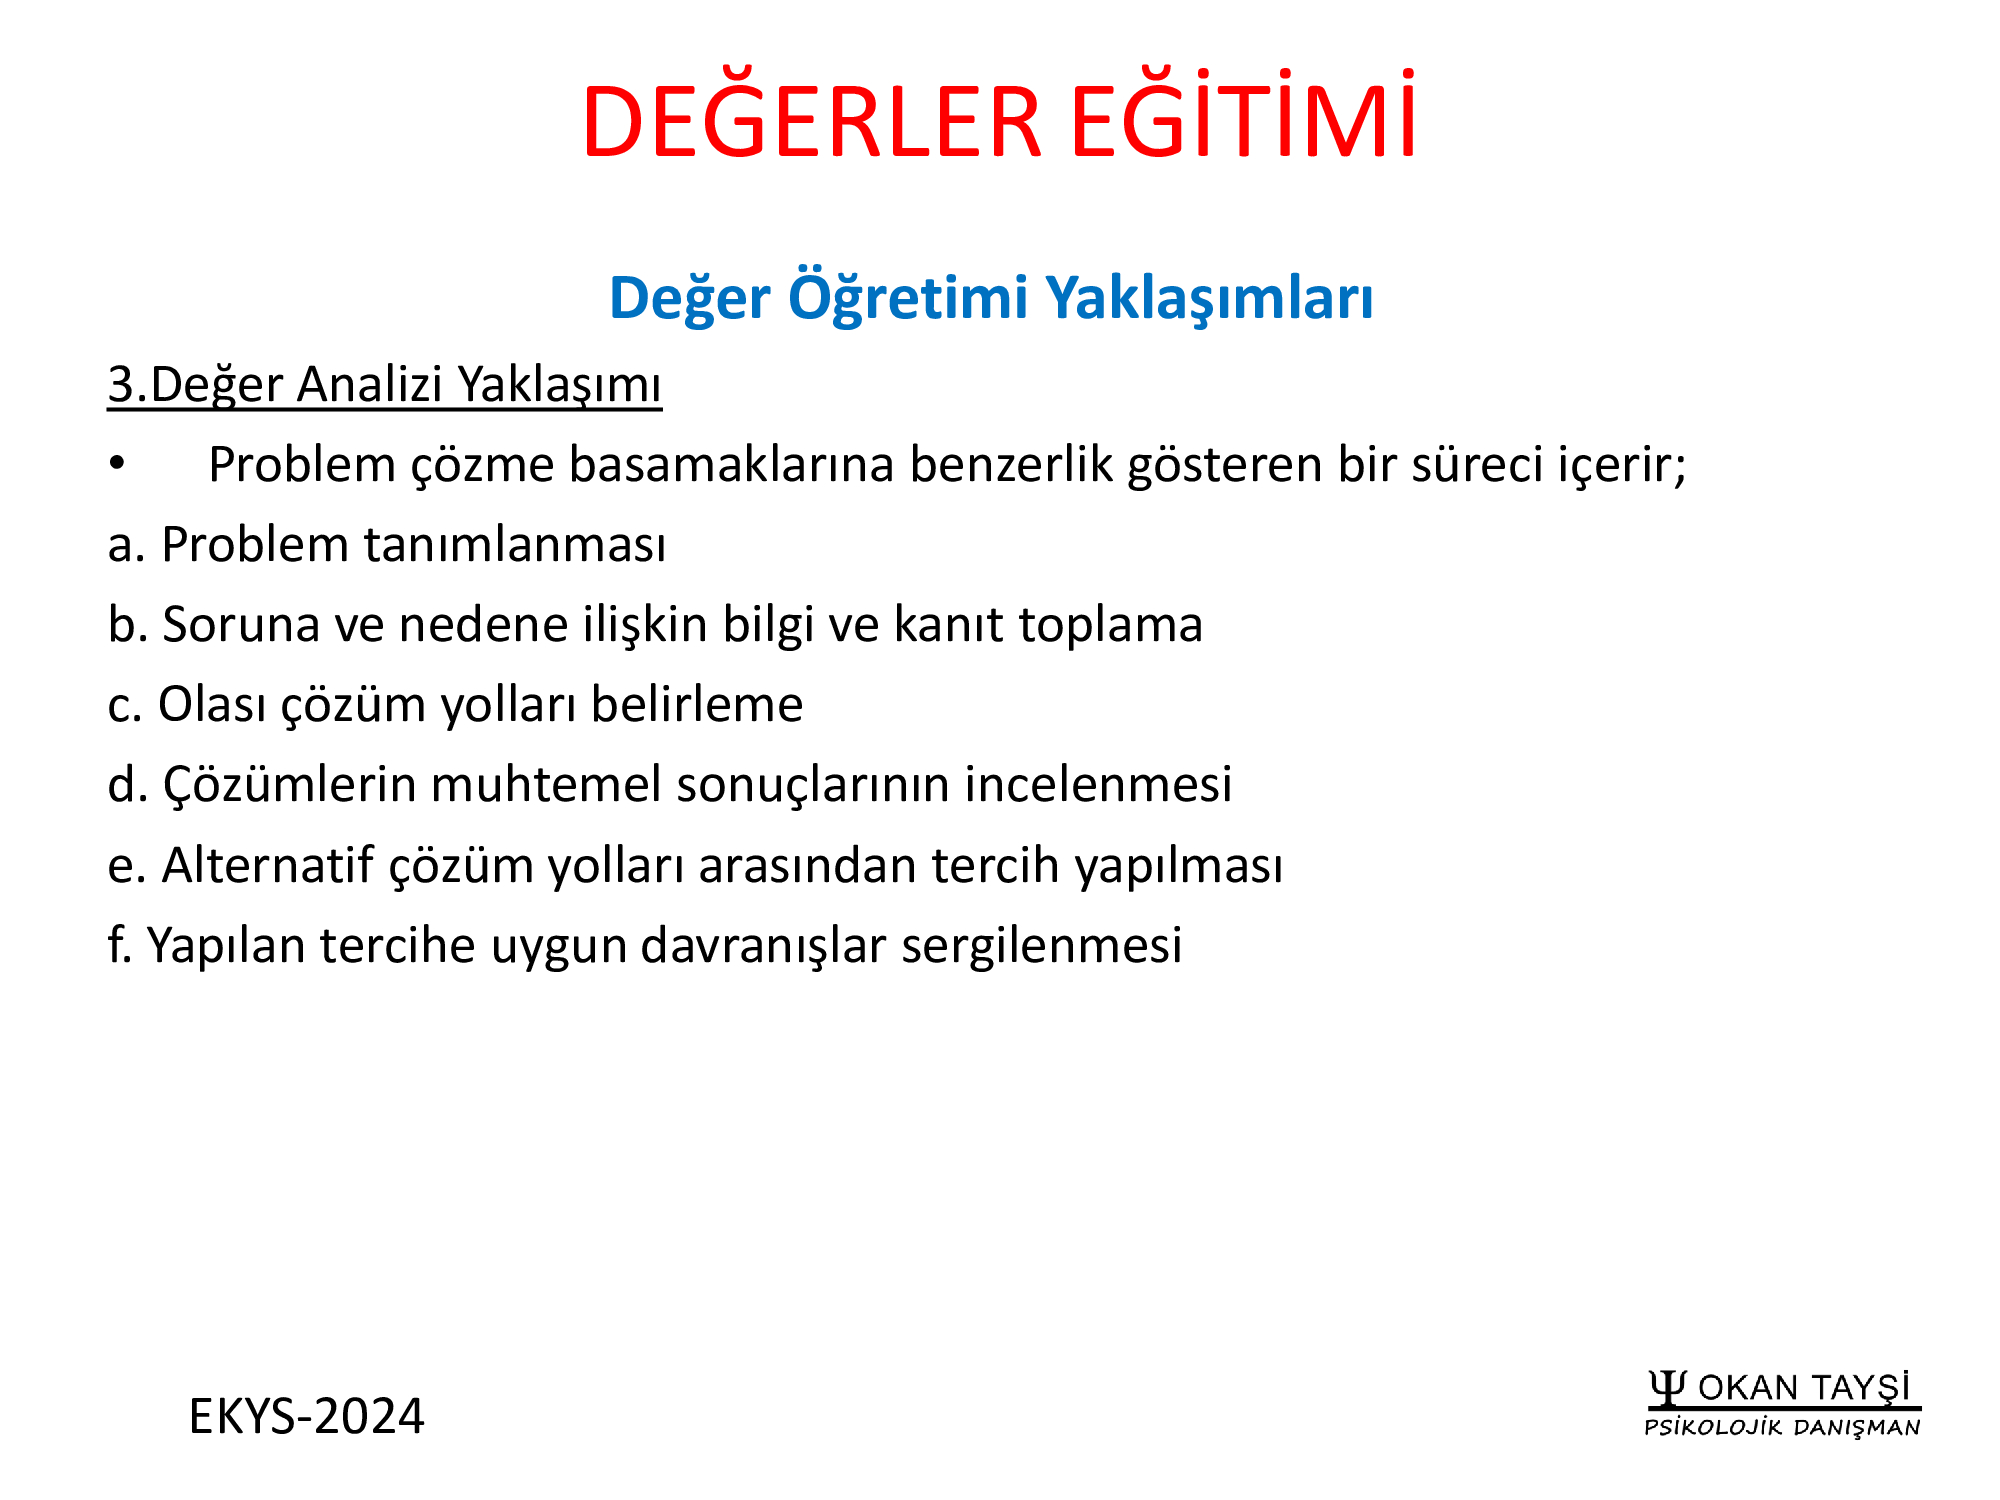 DEĞERLER EĞİTİMİ
Değer Öğretimi Yaklaşımları
3.Değer Analizi Yaklaşımı
• Problem çözme basamaklarına benzerlik gösteren bir süreci içerir;
a. Problem tanımlanması
b. Soruna ve nedene ilişkin bilgi ve kanıt toplama
c. Olası çözüm yolları belirleme
d. Çözümlerin muhtemel sonuçlarının incelenmesi
e. Alternatif çözüm yolları arasından tercih yapılması
f. Yapılan tercihe uygun davranışlar sergilenmesi
EKYS-2024
Ψ OKAN TAYŞİ
PSİKOLOJİK DANIŞMAN